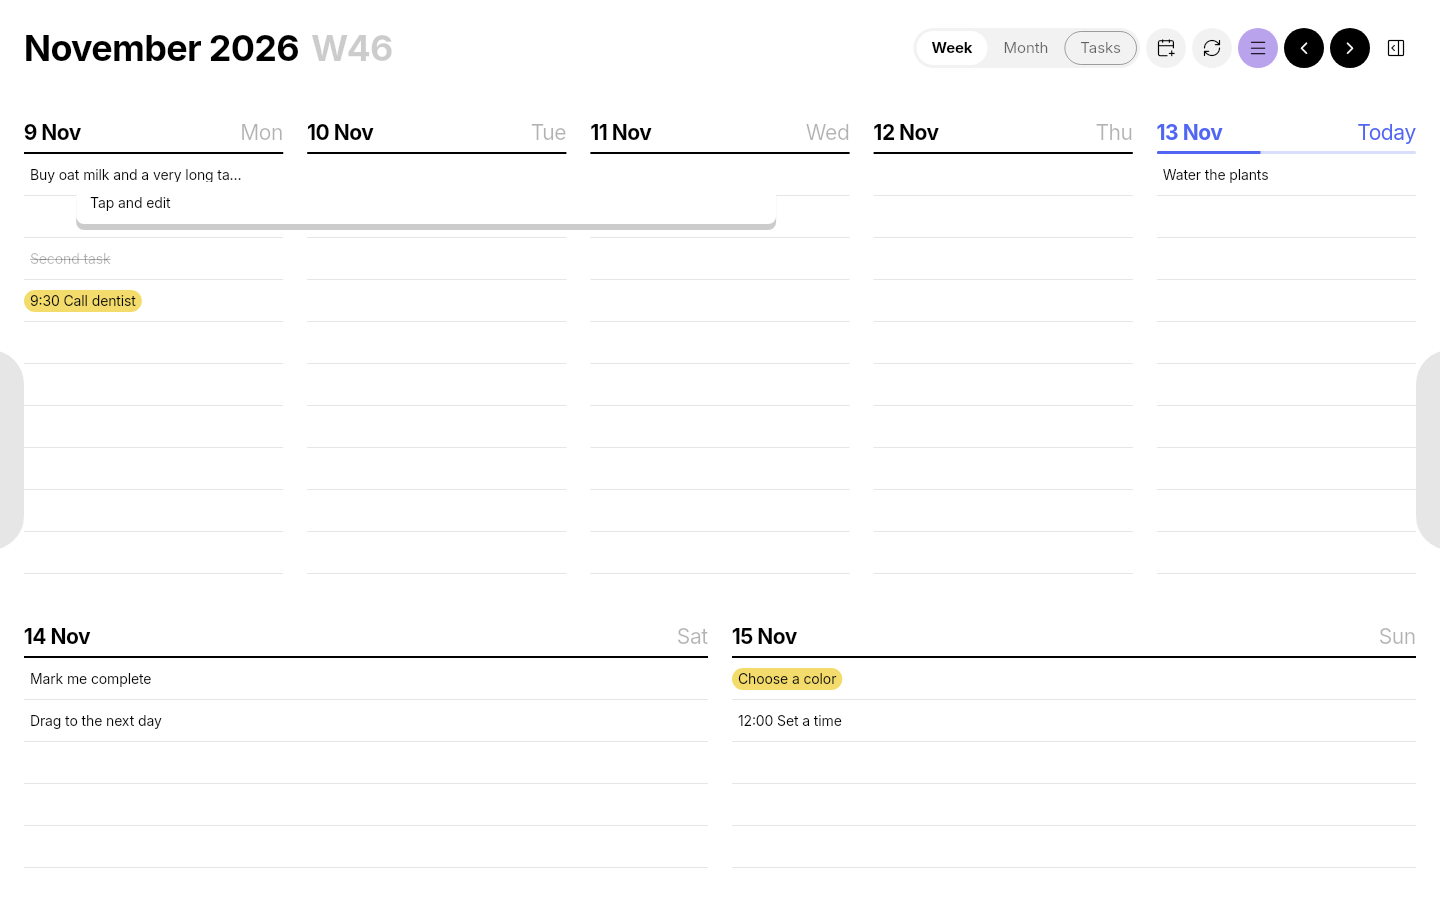 November 2026 W46
Week Month Tasks
9 Nov Mon
10 Nov Tue
11 Nov Wed
12 Nov Thu
13 Nov Today
Buy oat milk and a very long ta...
Water the plants
Tap and edit
Second task
9:30 Call dentist
14 Nov Sat
15 Nov Sun
Mark me complete
Choose a color
Drag to the next day
12:00 Set a time